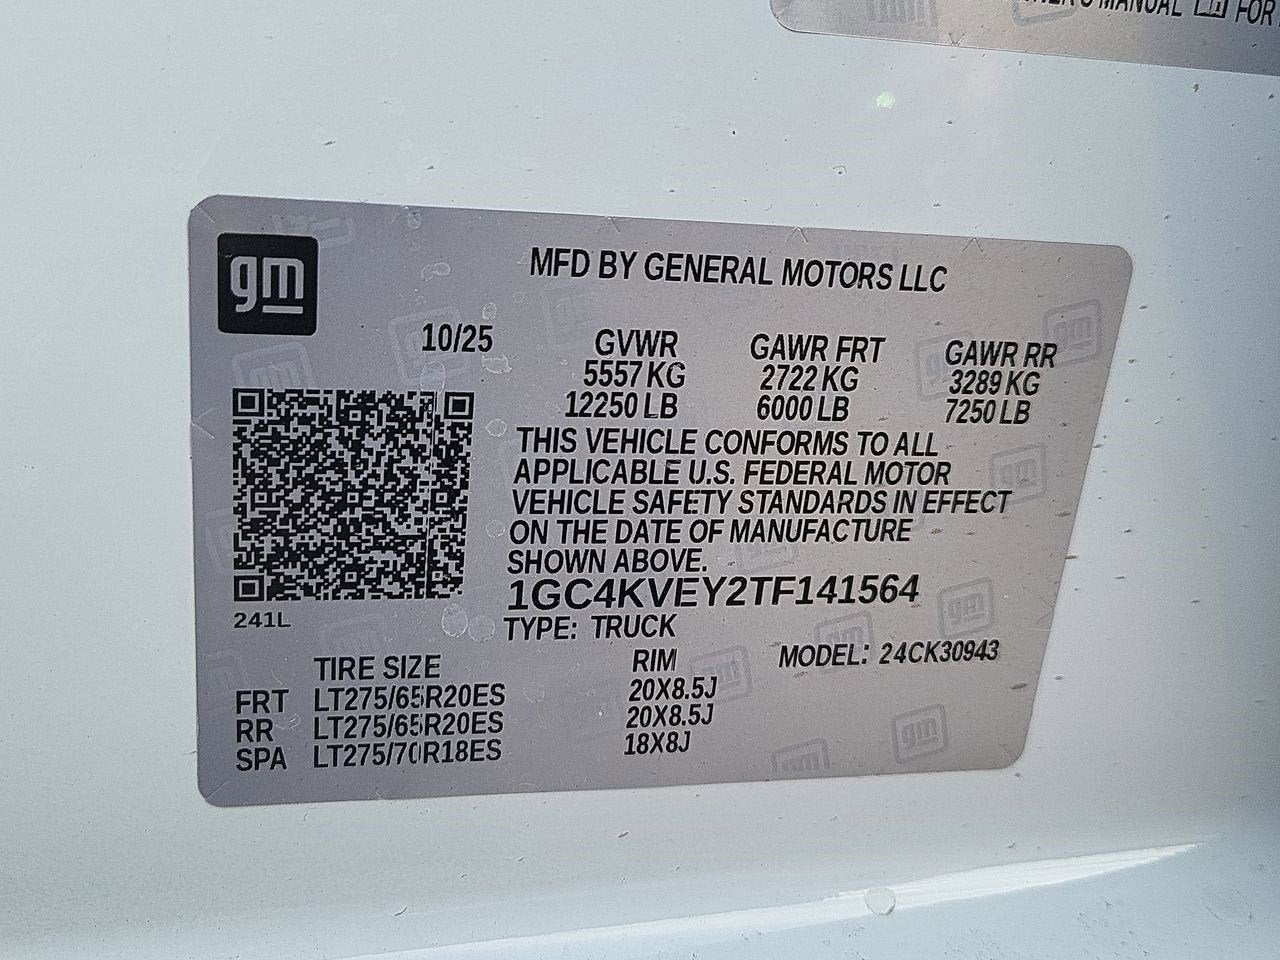 MANUAL
FOR
gm
MFD BY GENERAL MOTORS LLC
10/25 GVWR GAWR FRT GAWR RR
5557 KG 2722 KG 3289 KG
12250 LB 6000 LB 7250 LB
THIS VEHICLE CONFORMS TO ALL
APPLICABLE U.S. FEDERAL MOTOR
VEHICLE SAFETY STANDARDS IN EFFECT
ON THE DATE OF MANUFACTURE
SHOWN ABOVE.
1GC4KVEY2TF141564
241L
TYPE: TRUCK
TIRE SIZE RIM MODEL: 24CK30943
FRT LT275/65R20ES 20X8.5J
RR LT275/65R20ES 20X8.5J
SPA LT275/70R18ES 18X8J